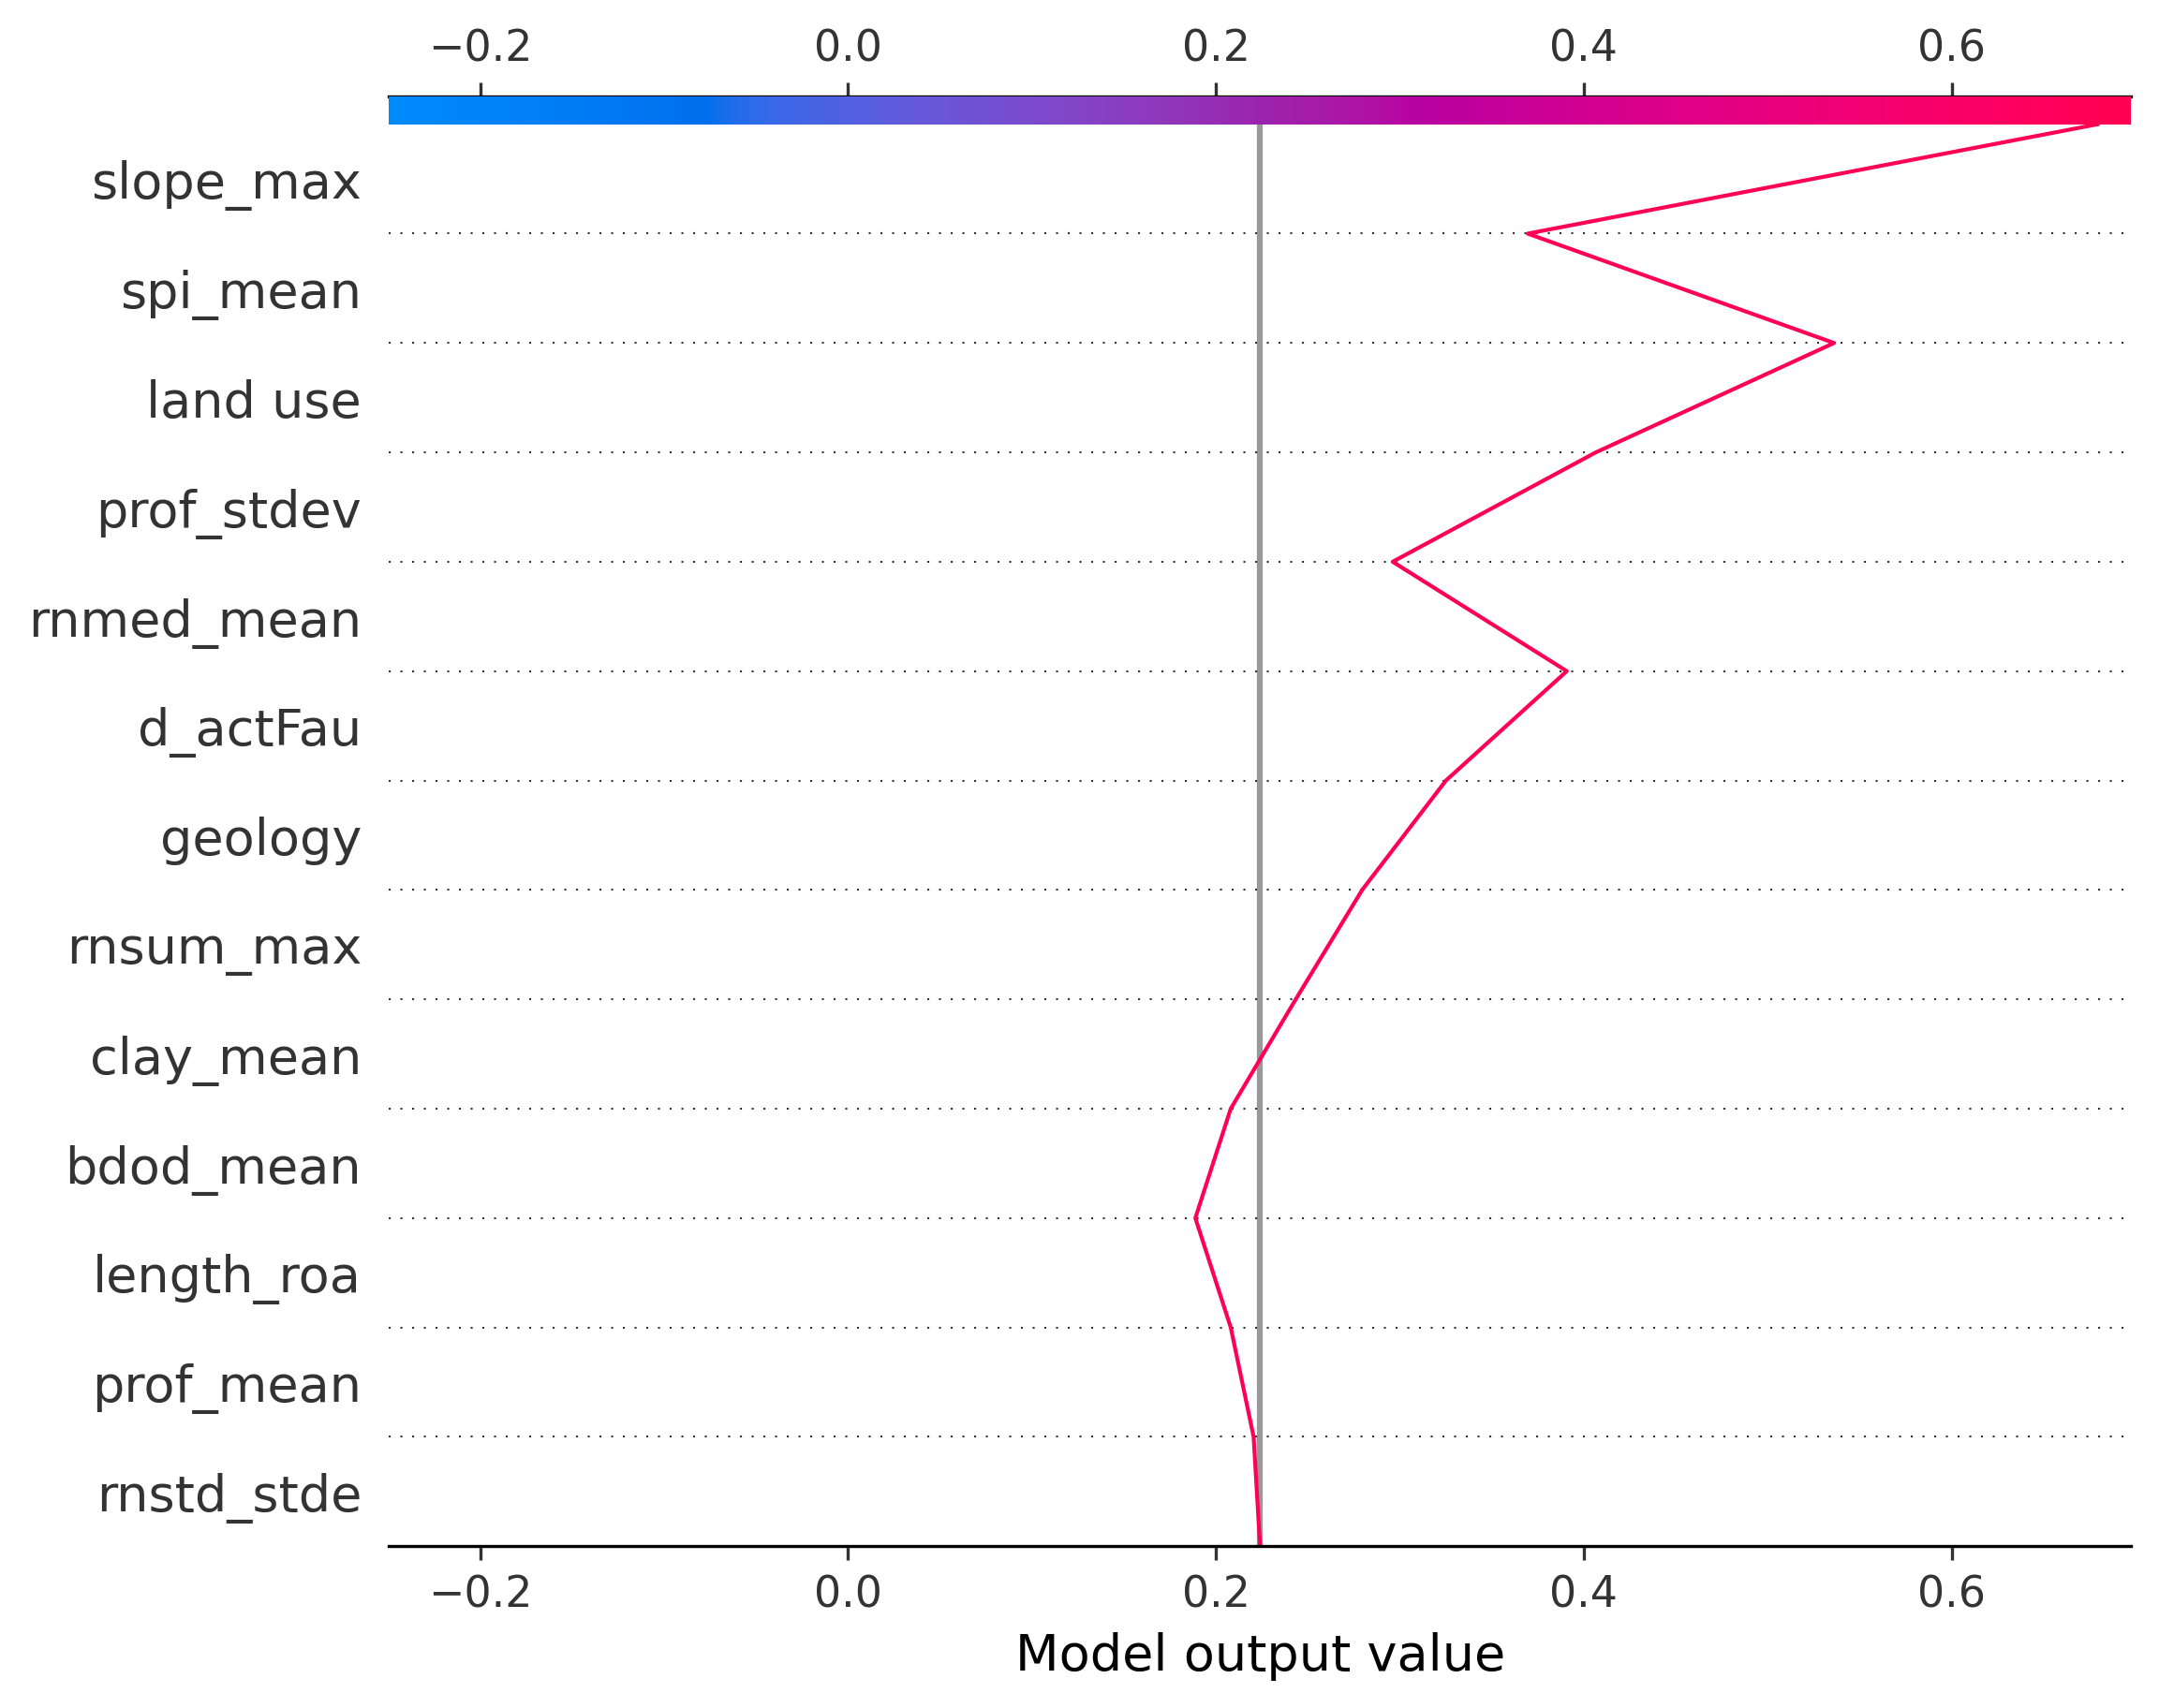 −0.2 0.0 0.2 0.4 0.6
slope_max
spi_mean
land use
prof_stdev
rnmed_mean
d_actFau
geology
rnsum_max
clay_mean
bdod_mean
length_roa
prof_mean
rnstd_stde
−0.2 0.0 0.2 0.4 0.6
Model output value